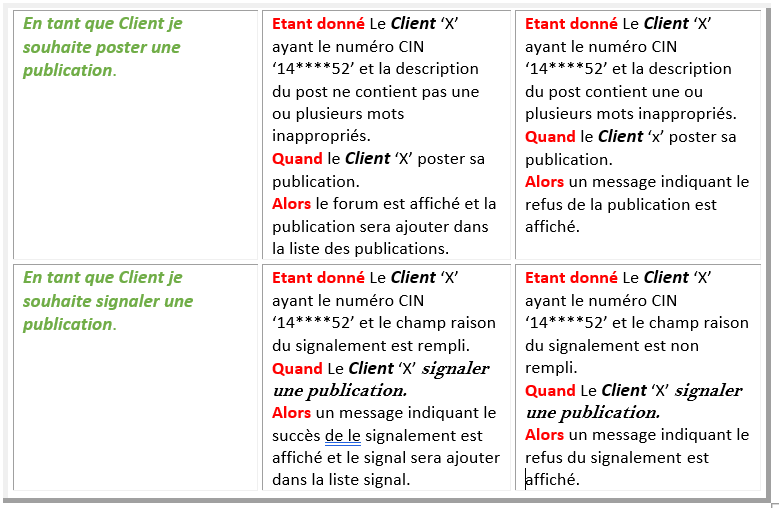 En tant que Client je
souhaite poster une
publication.
Etant donné Le Client ‘X’
ayant le numéro CIN
‘14****52’ et la description
du post ne contient pas une
ou plusieurs mots
inappropriés.
Quand le Client ‘X’ poster sa
publication.
Alors le forum est affiché et la
publication sera ajouter dans
la liste des publications.
Etant donné Le Client ‘X’
ayant le numéro CIN
‘14****52’ et la description
du post contient une ou
plusieurs mots inappropriés.
Quand le Client ‘x’ poster sa
publication.
Alors un message indiquant le
refus de la publication est
affiché.
En tant que Client je
souhaite signaler une
publication.
Etant donné Le Client ‘X’
ayant le numéro CIN
‘14****52’ et le champ raison
du signalement est rempli.
Quand Le Client ‘X’ signaler
une publication.
Alors un message indiquant le
succès de le signalement est
affiché et le signal sera ajouter
dans la liste signal.
Etant donné Le Client ‘X’
ayant le numéro CIN
‘14****52’ et le champ raison
du signalement est non
rempli.
Quand Le Client ‘X’ signaler
une publication.
Alors un message indiquant le
refus du signalement est
affiché.